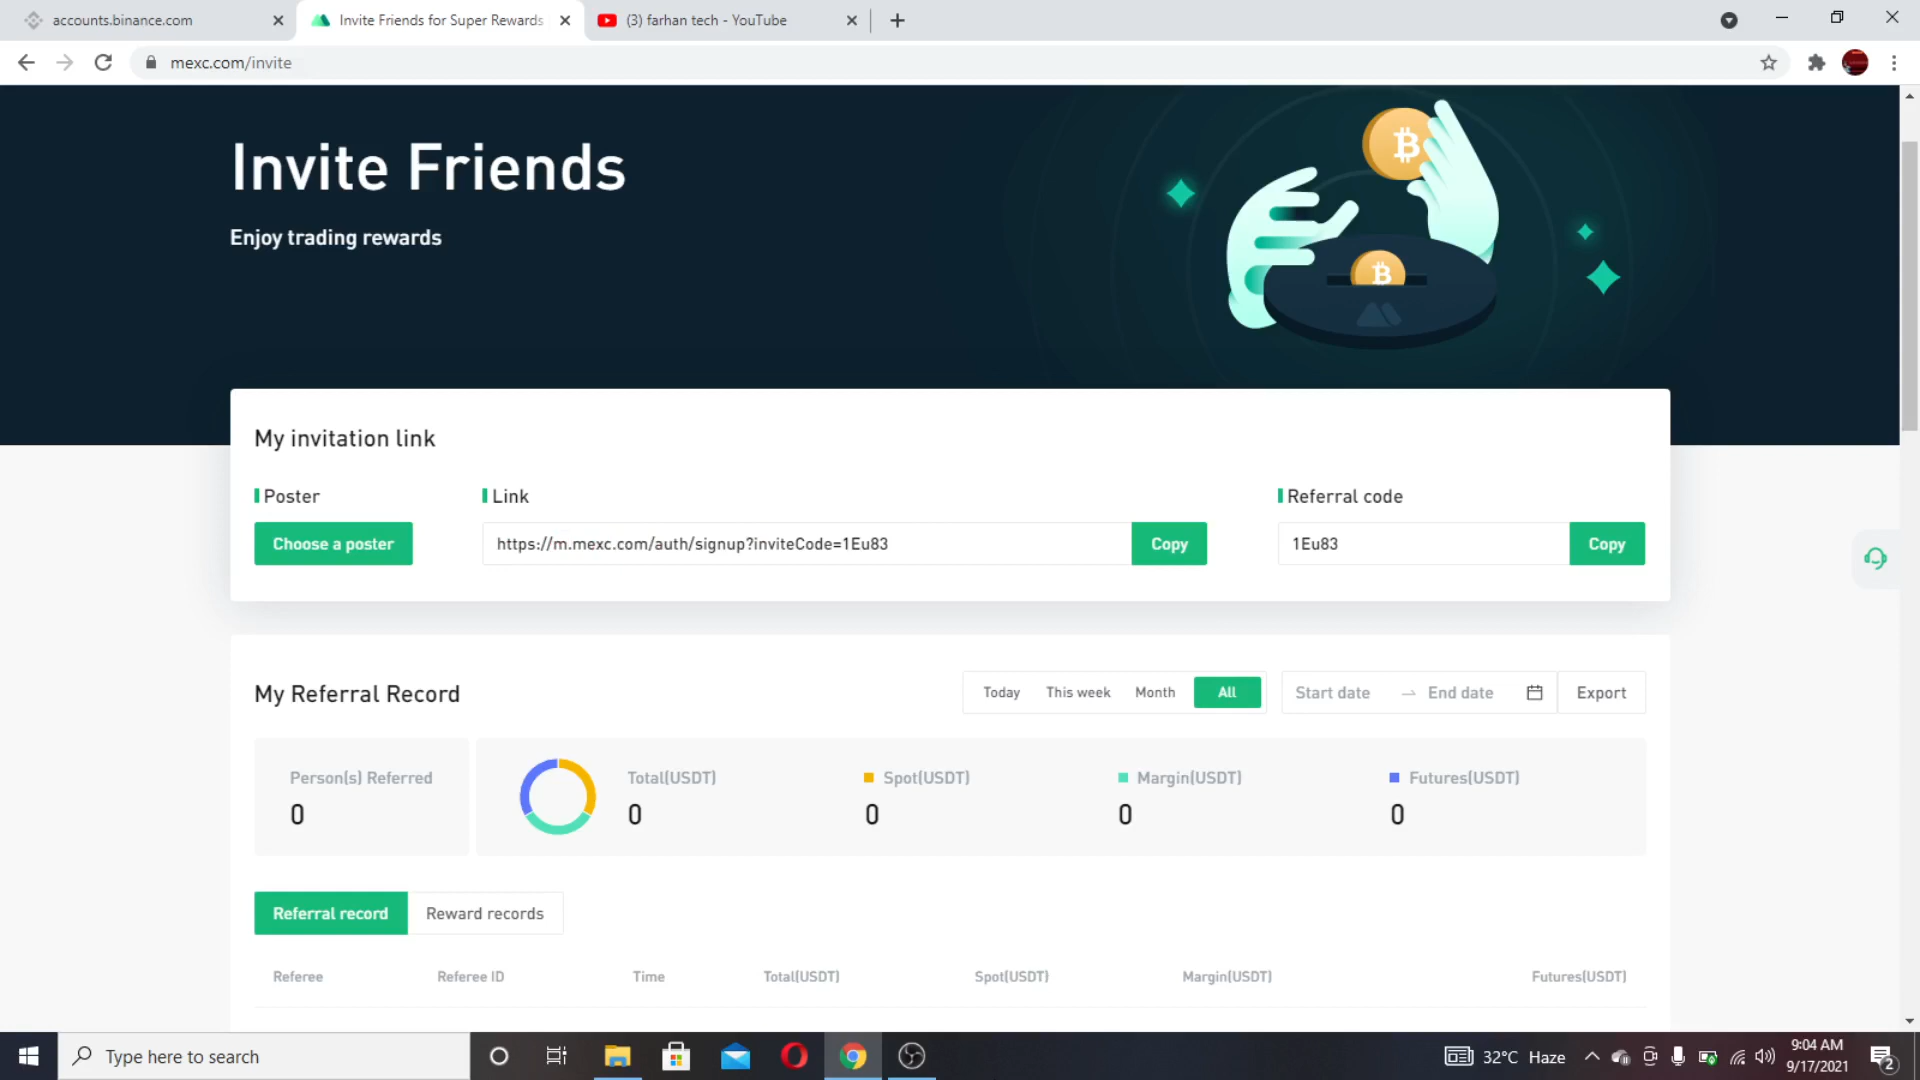 accounts.binance.com
Invite Friends for Super Rewards
(3) farhan tech - YouTube
mexc.com/invite
Invite Friends
Enjoy trading rewards
My invitation link
Poster
Link
Referral code
Choose a poster
https://m.mexc.com/auth/signup?inviteCode=1Eu83
Copy
1Eu83
Copy
My Referral Record
Today
This week
Month
All
Start date
End date
Export
Person(s) Referred
0
Total(USDT)
0
Spot(USDT)
0
Margin(USDT)
0
Futures(USDT)
0
Referral record
Reward records
Referee
Referee ID
Time
Total(USDT)
Spot(USDT)
Margin(USDT)
Futures(USDT)
Type here to search
32°C Haze
9:04 AM
9/17/2021
2